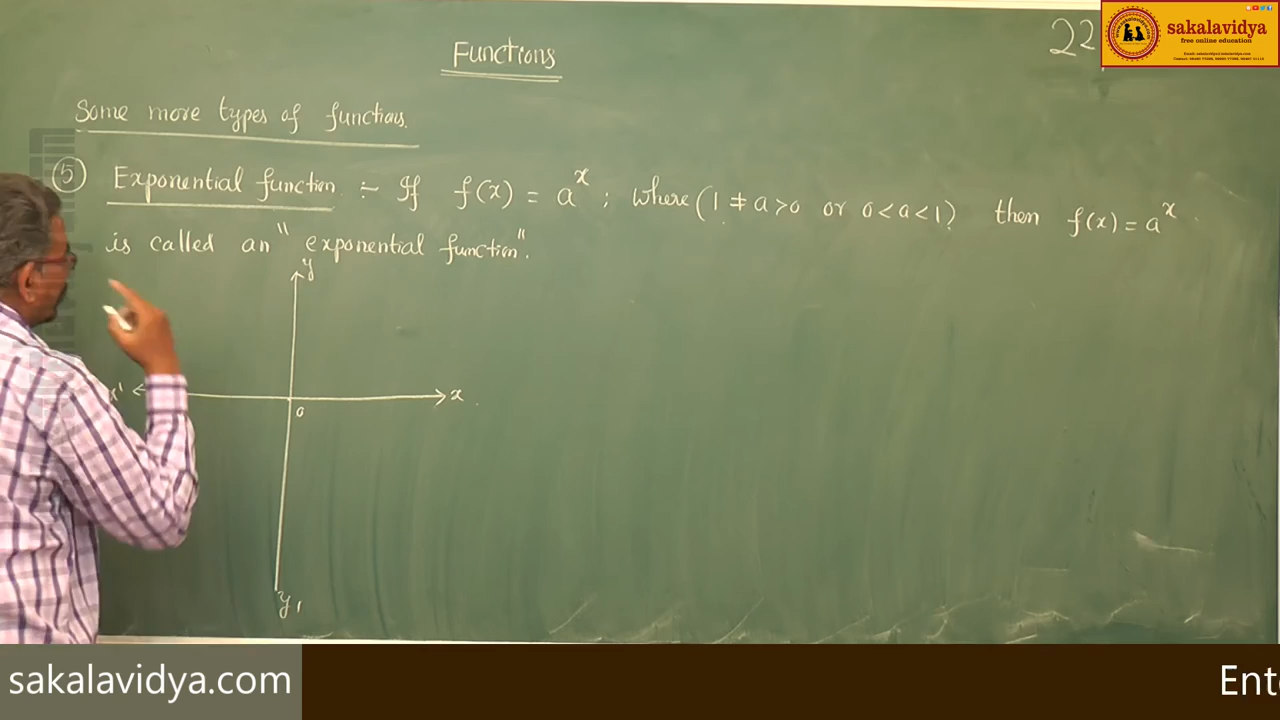 Functions
22
sakalavidya
free online education
Some more types of functions.
5 Exponential function :- If f(x) = a^x ; where (1 ≠ a > 0 or 0 < a < 1) then f(x) = a^x.
is called an "exponential function".
y
x' x
o
y1
sakalavidya.com
Ent